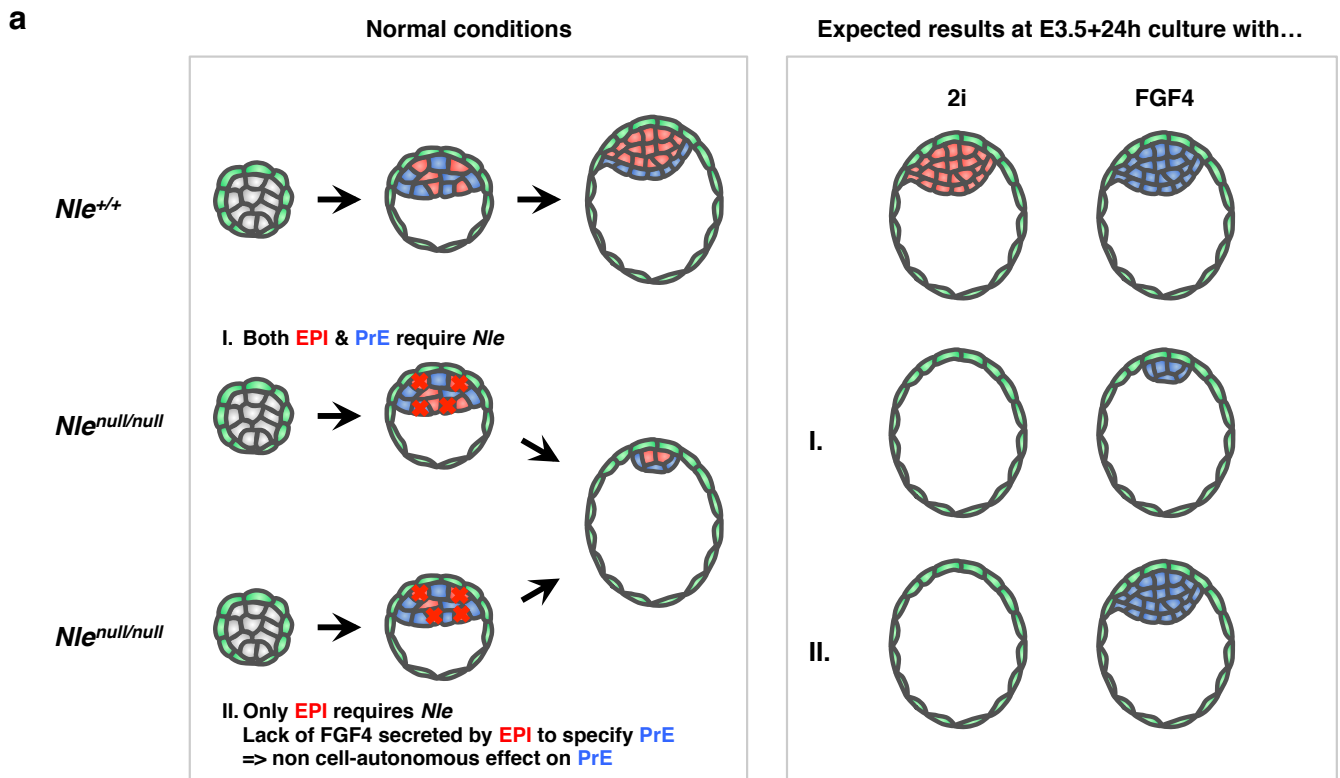 a
Normal conditions
Expected results at E3.5+24h culture with…
2i
FGF4
Nle+/+
I. Both EPI & PrE require Nle
Nlenull/null
I.
Nlenull/null
II.
II. Only EPI requires Nle
Lack of FGF4 secreted by EPI to specify PrE
=> non cell-autonomous effect on PrE